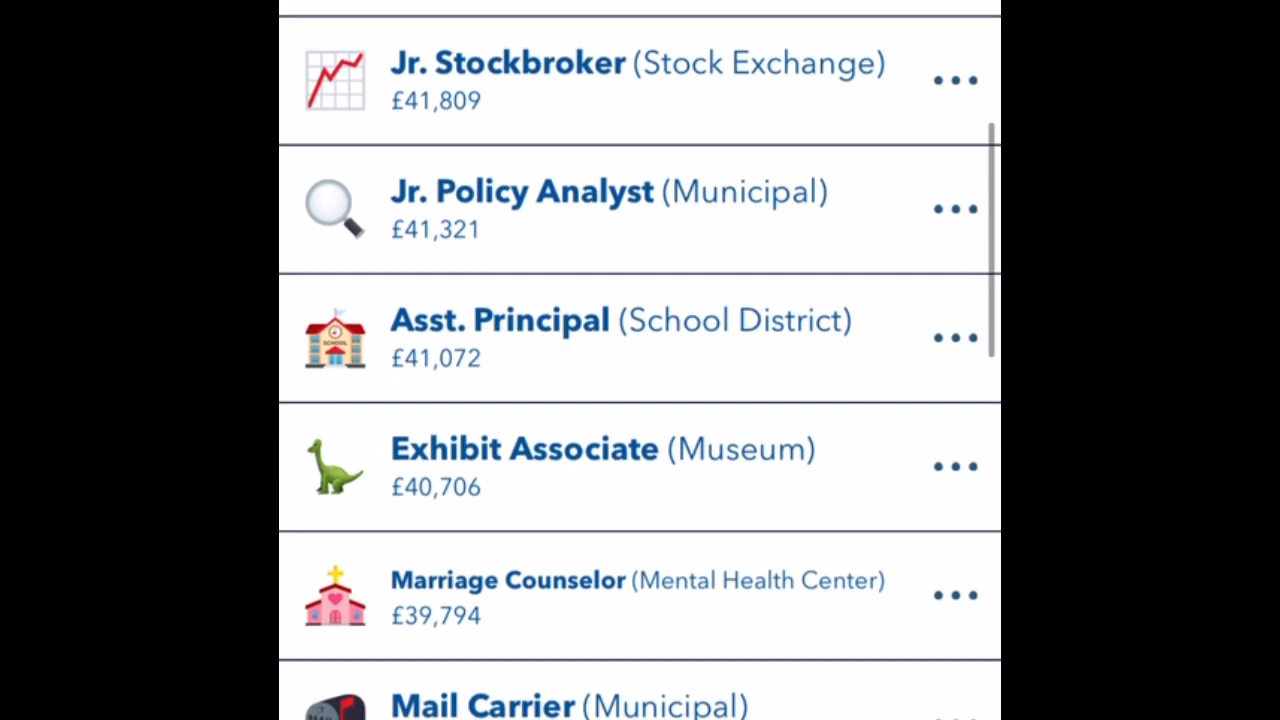 Jr. Stockbroker (Stock Exchange)
£41,809
Jr. Policy Analyst (Municipal)
£41,321
SCHOOL
Asst. Principal (School District)
£41,072
Exhibit Associate (Museum)
£40,706
Marriage Counselor (Mental Health Center)
£39,794
Mail Carrier (Municipal)